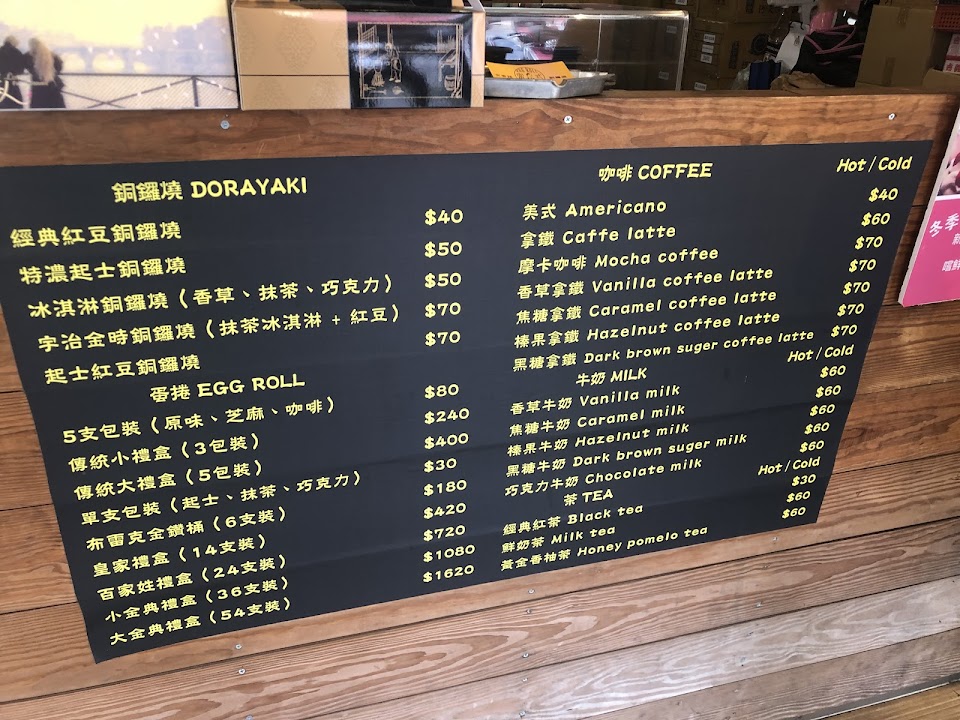 銅鑼燒 DORAYAKI
經典紅豆銅鑼燒 $40
特濃起士銅鑼燒 $50
冰淇淋銅鑼燒(香草、抹茶、巧克力) $50
宇治金時銅鑼燒(抹茶冰淇淋 + 紅豆) $70
起士紅豆銅鑼燒 $70
蛋捲 EGG ROLL
5支包裝(原味、芝麻、咖啡) $80
傳統小禮盒(3包裝) $240
傳統大禮盒(5包裝) $400
單支包裝(起士、抹茶、巧克力) $30
布雷克金鑽桶(6支裝) $180
皇家禮盒(14支裝) $420
百家姓禮盒(24支裝) $720
小金典禮盒(36支裝) $1080
大金典禮盒(54支裝) $1620
咖啡 COFFEE Hot / Cold
美式 Americano $40
拿鐵 Caffe latte $60
摩卡咖啡 Mocha coffee $70
香草拿鐵 Vanilla coffee latte $70
焦糖拿鐵 Caramel coffee latte $70
榛果拿鐵 Hazelnut coffee latte $70
黑糖拿鐵 Dark brown suger coffee latte $70
牛奶 MILK Hot / Cold
香草牛奶 Vanilla milk $60
焦糖牛奶 Caramel milk $60
榛果牛奶 Hazelnut milk $60
黑糖牛奶 Dark brown suger milk $60
巧克力牛奶 Chocolate milk $60
茶 TEA Hot / Cold
經典紅茶 Black tea $30
鮮奶茶 Milk tea $60
黃金香柚茶 Honey pomelo tea $60
冬季